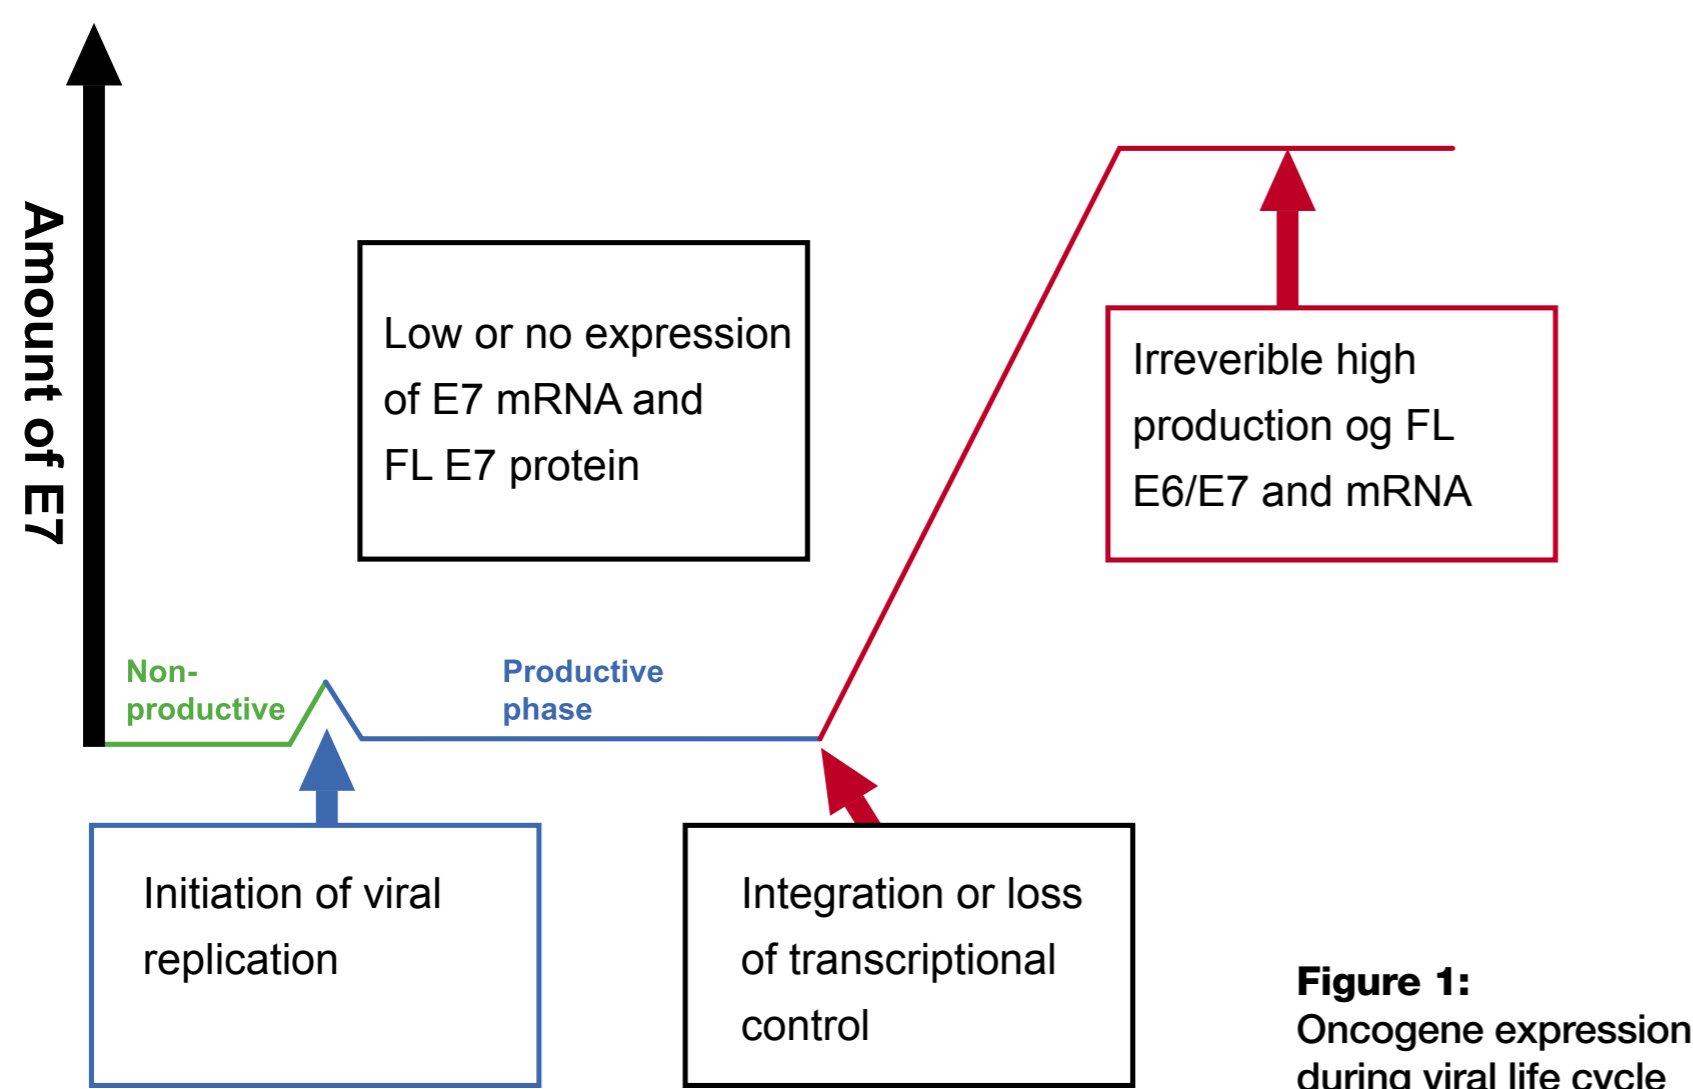 Amount of E7
Low or no expression
of E7 mRNA and
FL E7 protein
Irreverible high
production og FL
E6/E7 and mRNA
Non-
productive
Productive
phase
Initiation of viral
replication
Integration or loss
of transcriptional
control
Figure 1:
Oncogene expression
during viral life cycle